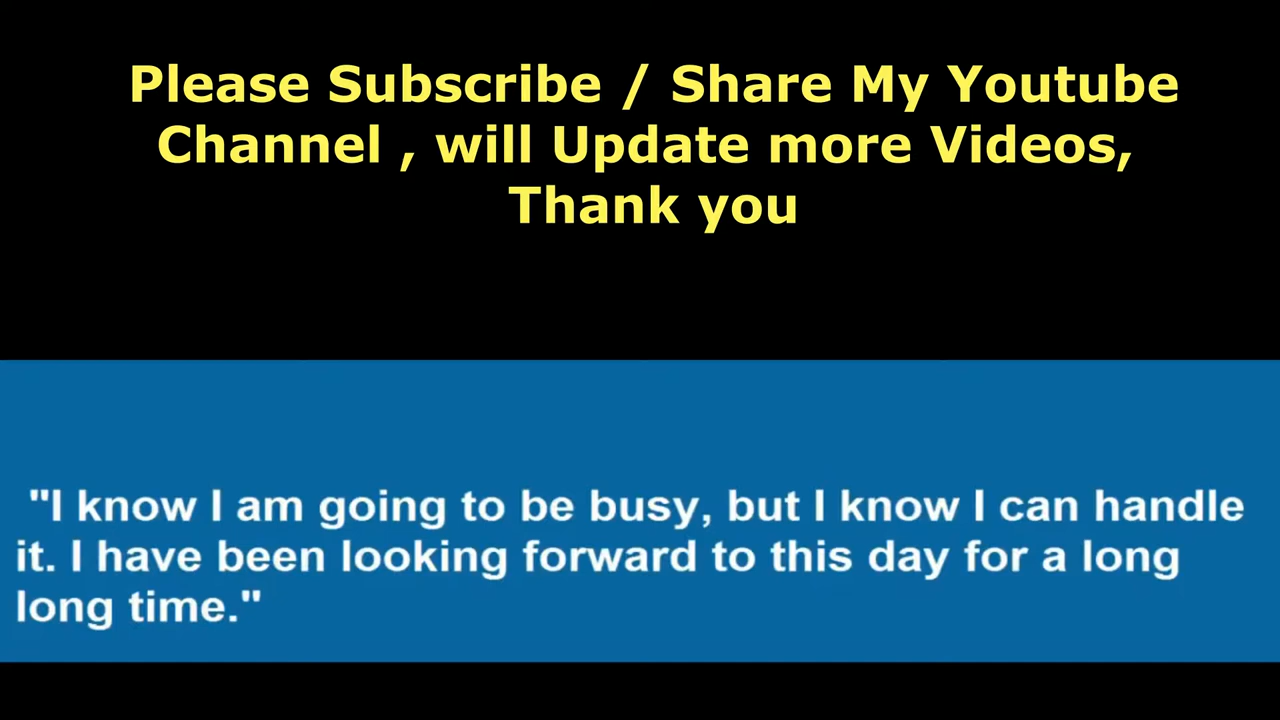 Please Subscribe / Share My Youtube
Channel , will Update more Videos,
Thank you
"I know I am going to be busy, but I know I can handle
it. I have been looking forward to this day for a long
long time."